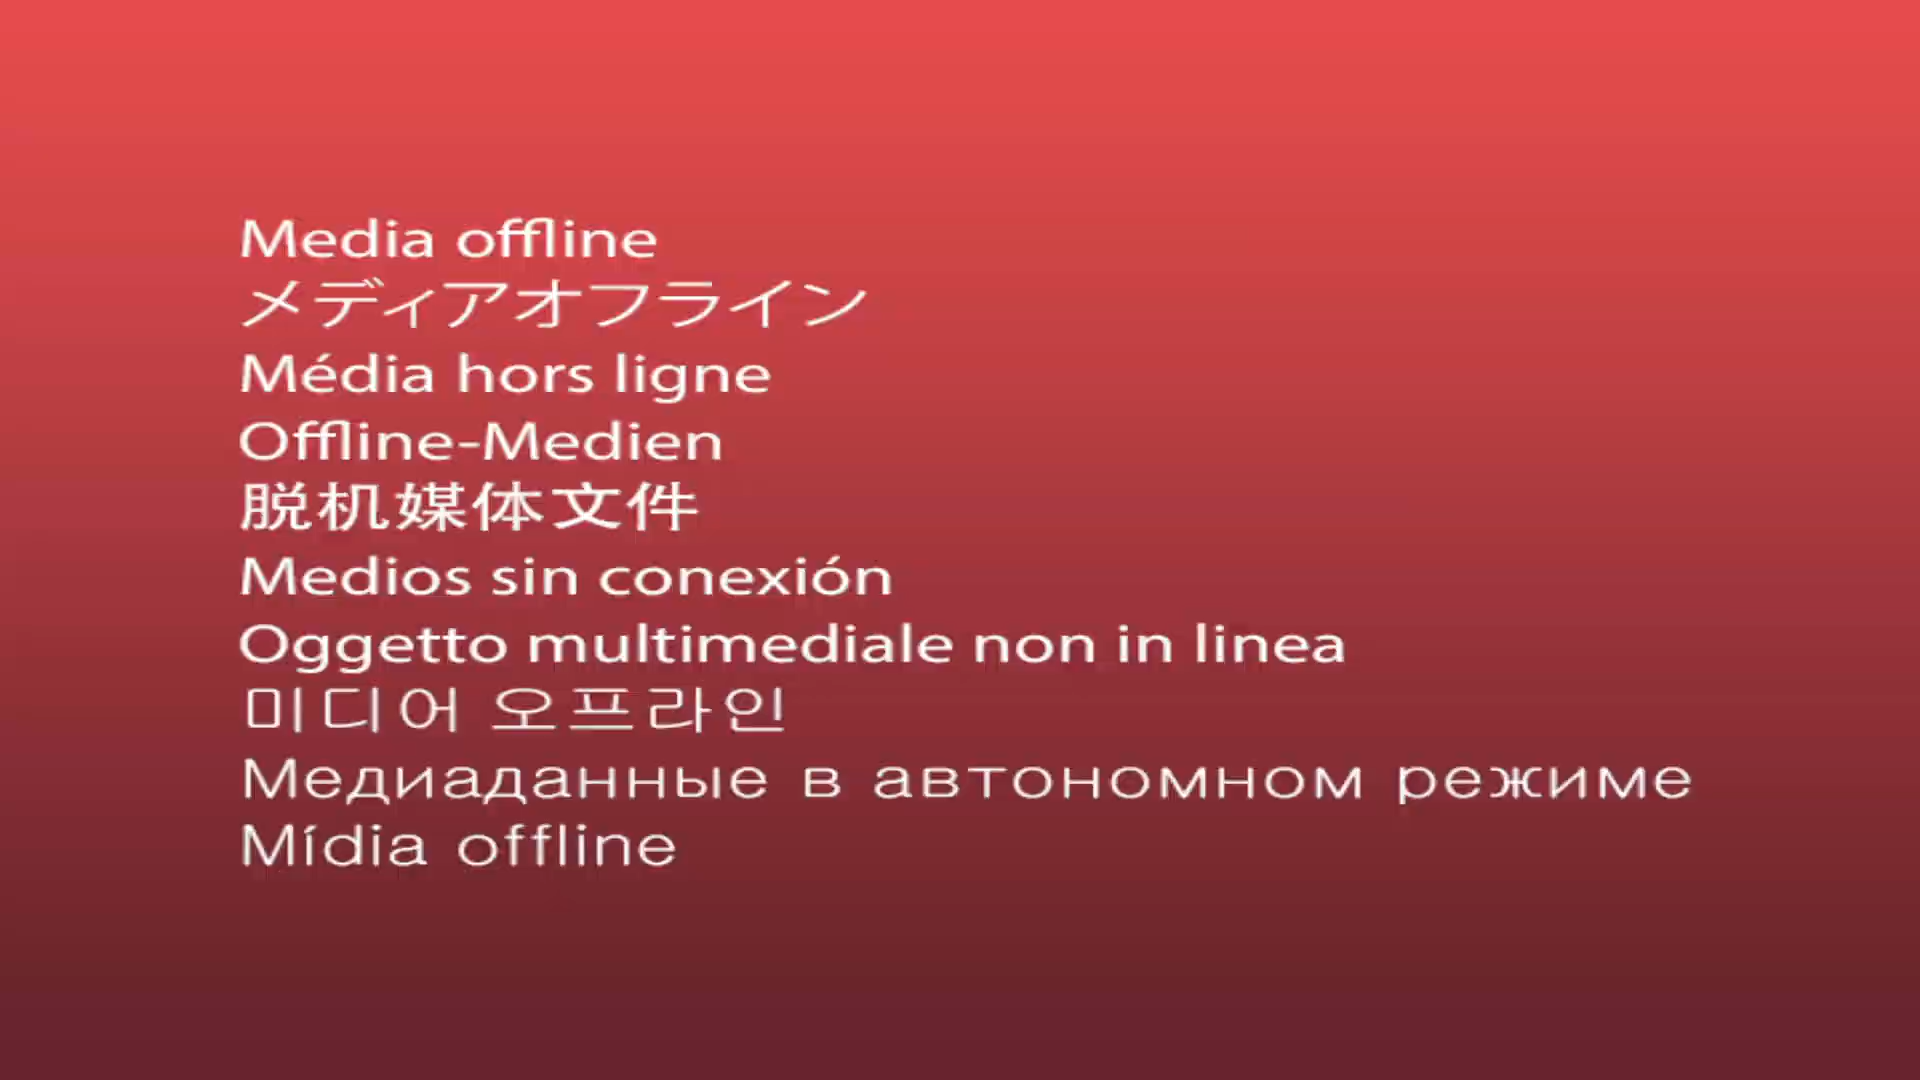 Media offline
メディアオフライン
Média hors ligne
Offline-Medien
脱机媒体文件
Medios sin conexión
Oggetto multimediale non in linea
미디어 오프라인
Медиаданные в автономном режиме
Mídia offline